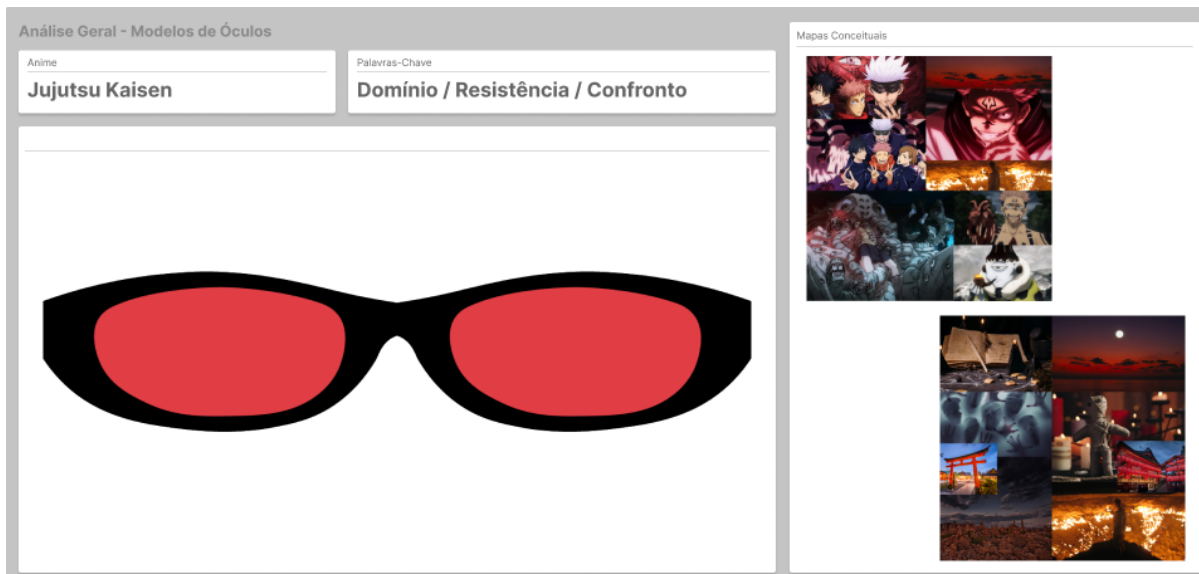 Análise Geral - Modelos de Óculos
Anime
Jujutsu Kaisen
Palavras-Chave
Domínio / Resistência / Confronto
Mapas Conceituais